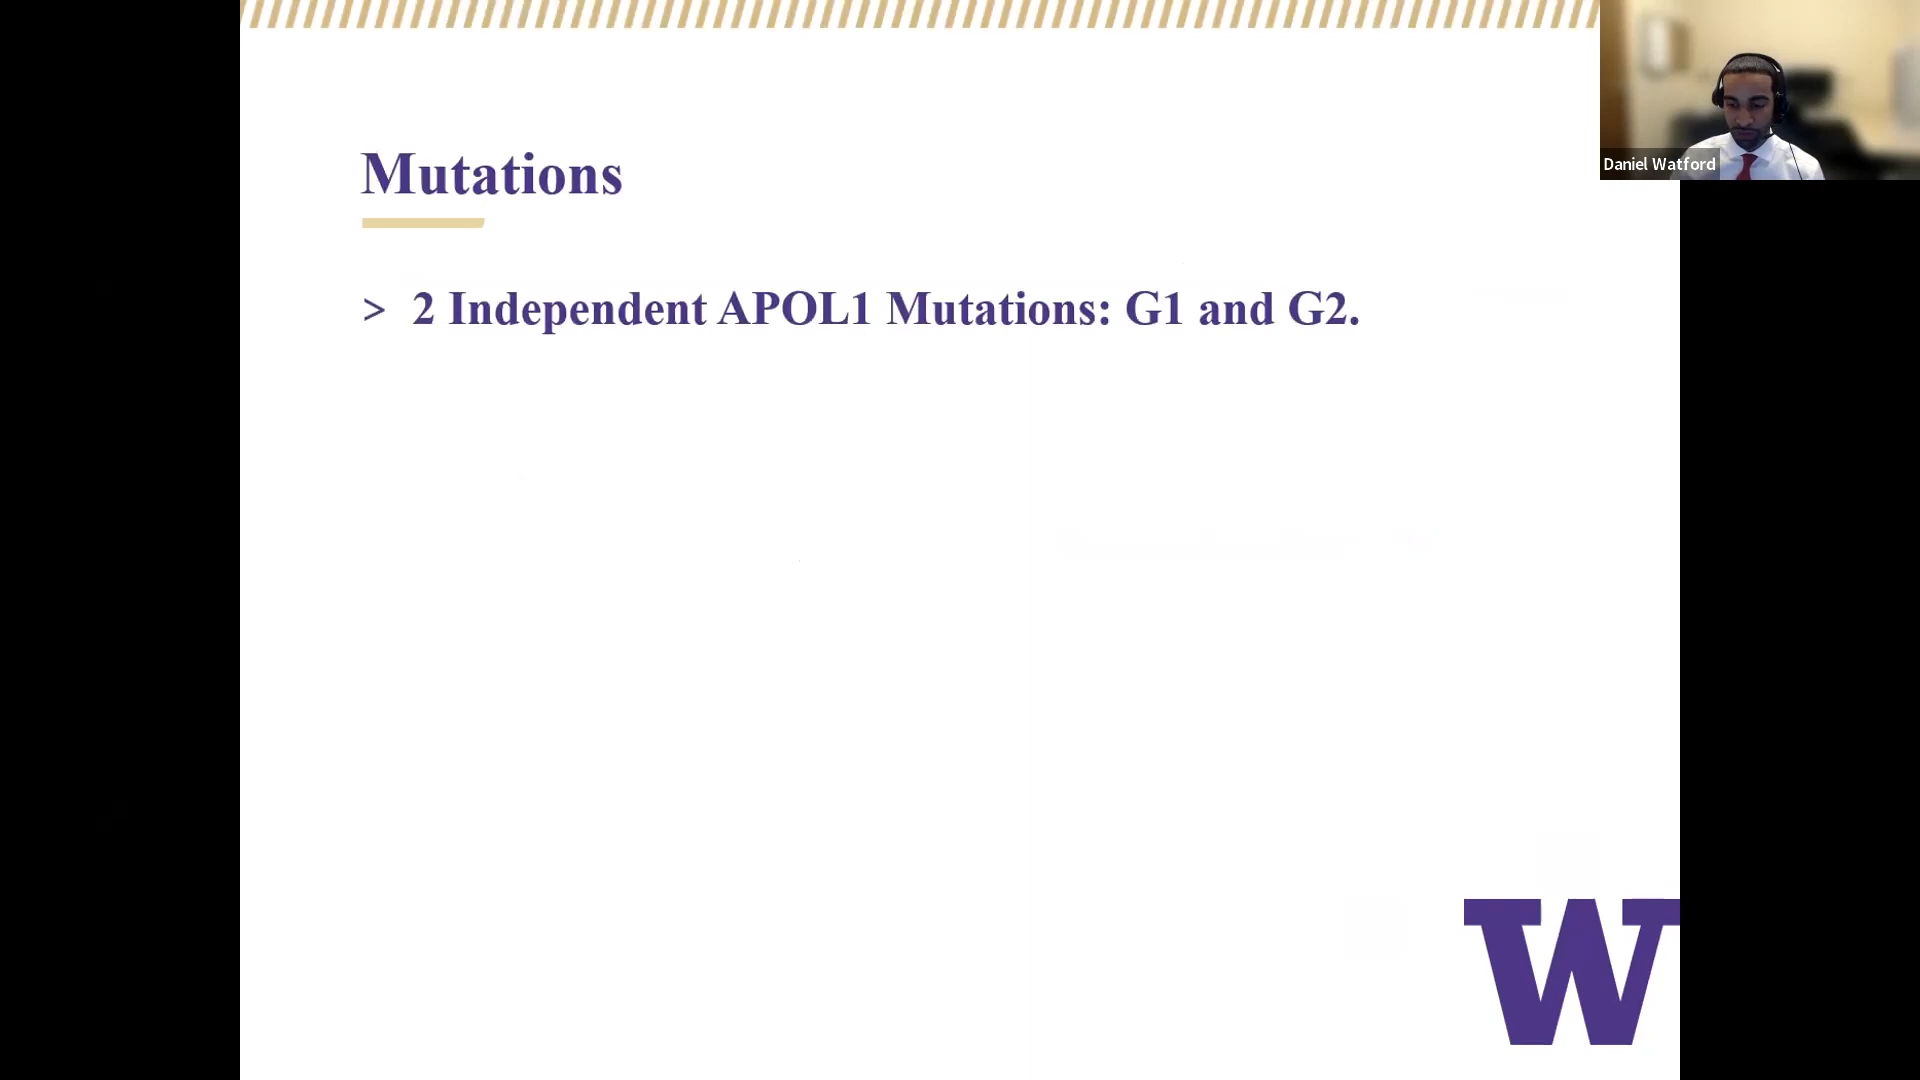 Daniel Watford
Mutations
> 2 Independent APOL1 Mutations: G1 and G2.
W